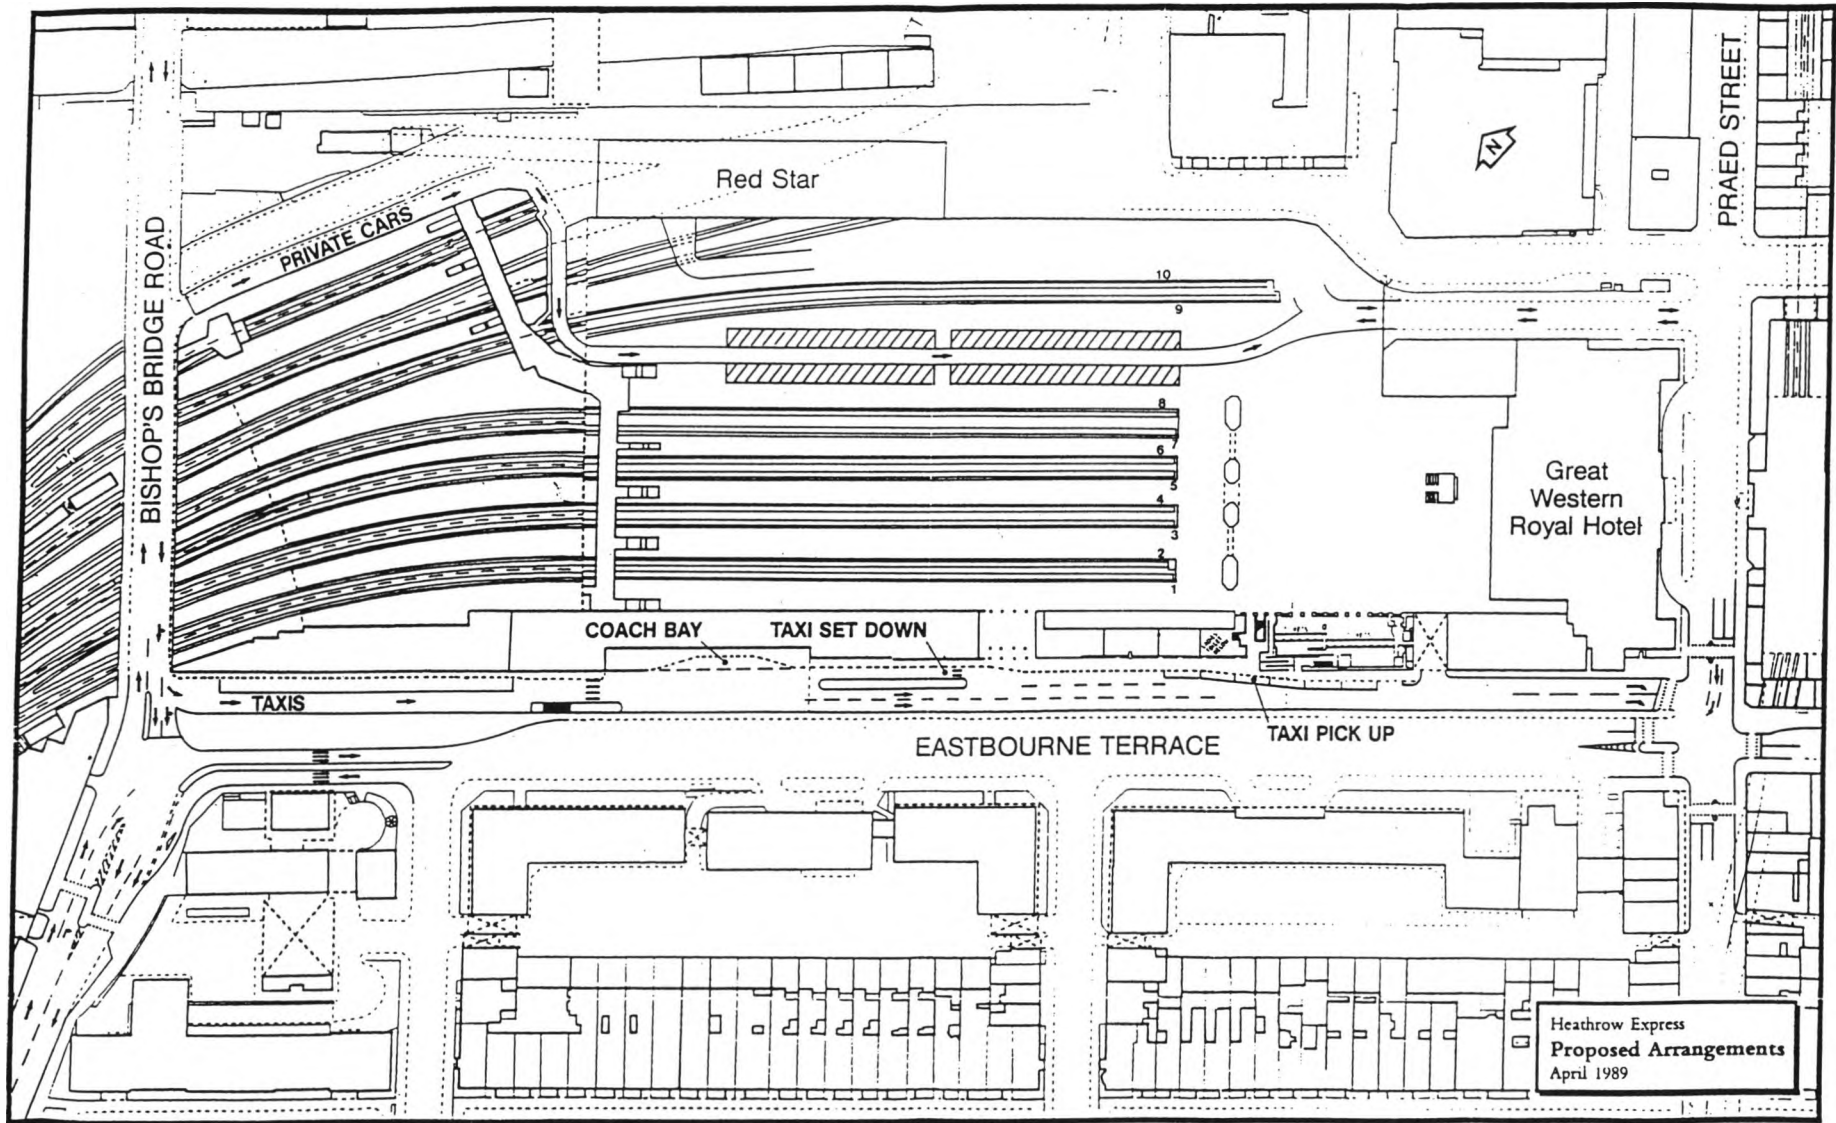 BISHOP'S BRIDGE ROAD
PRIVATE CARS
Red Star
N
PRAED STREET
10
9
8
7
6
5
4
3
2
1
Great
Western
Royal Hotel
COACH BAY
TAXI SET DOWN
TAXIS
TAXI PICK UP
EASTBOURNE TERRACE
Heathrow Express
Proposed Arrangements
April 1989